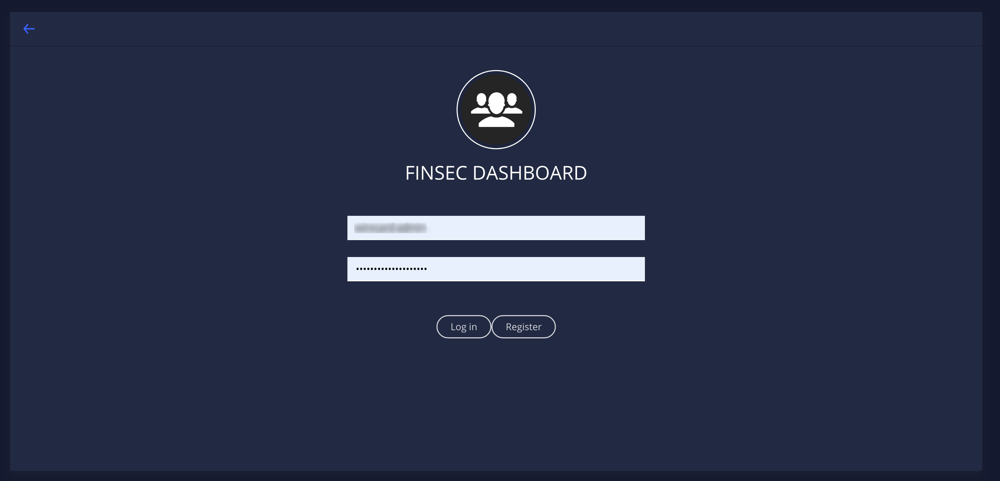 FINSEC DASHBOARD
••••••••••••••••••••
Log in
Register